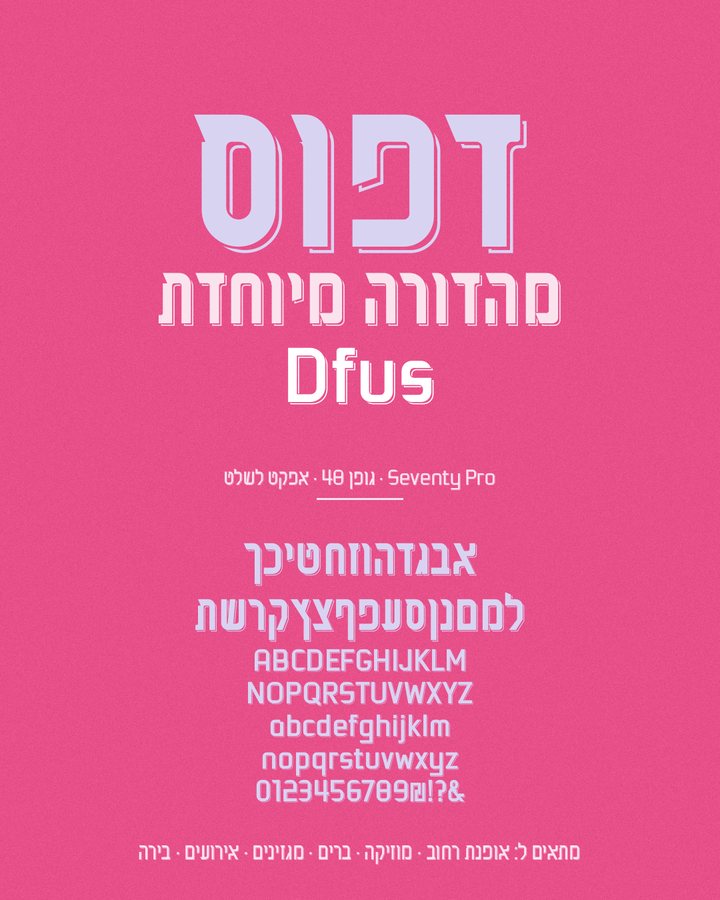 דפוס
מהדורה מיוחדת
Dfus
Seventy Pro · גופן 48 · אפקט לשלט
אבגדהוזחטיכך
למםנןסעפףצץקרשת
ABCDEFGHIJKLM
NOPQRSTUVWXYZ
abcdefghijklm
nopqrstuvwxyz
0123456789₪!?&
מתאים ל: אופנת רחוב · מוזיקה · ברים · מגזינים · אירועים · בירה